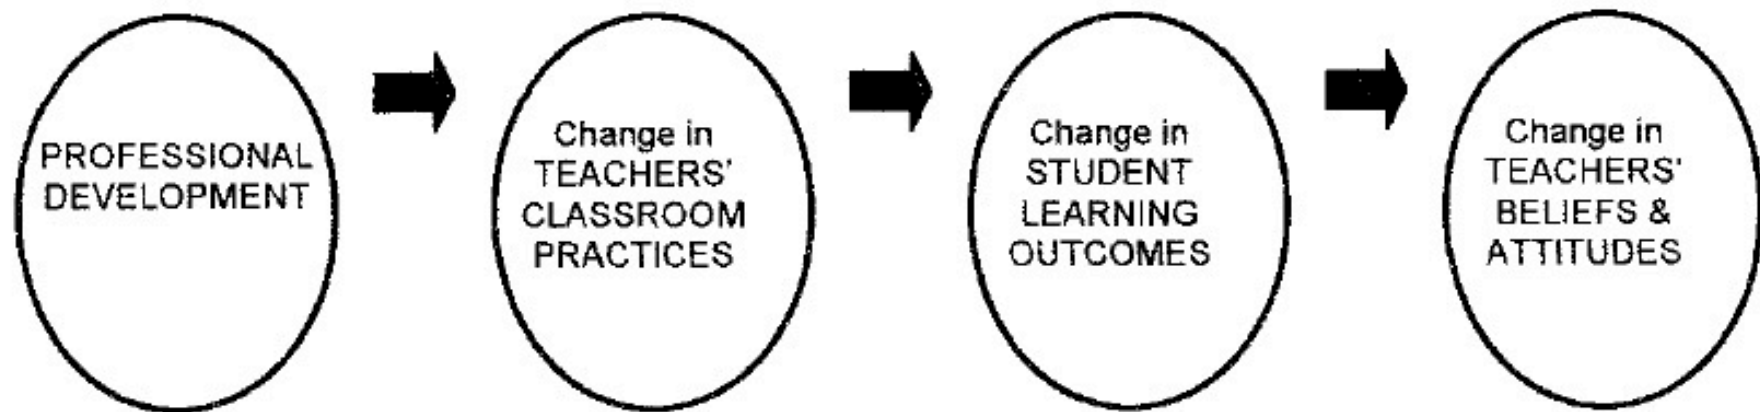 PROFESSIONAL
DEVELOPMENT
Change in
TEACHERS'
CLASSROOM
PRACTICES
Change in
STUDENT
LEARNING
OUTCOMES
Change in
TEACHERS'
BELIEFS &
ATTITUDES